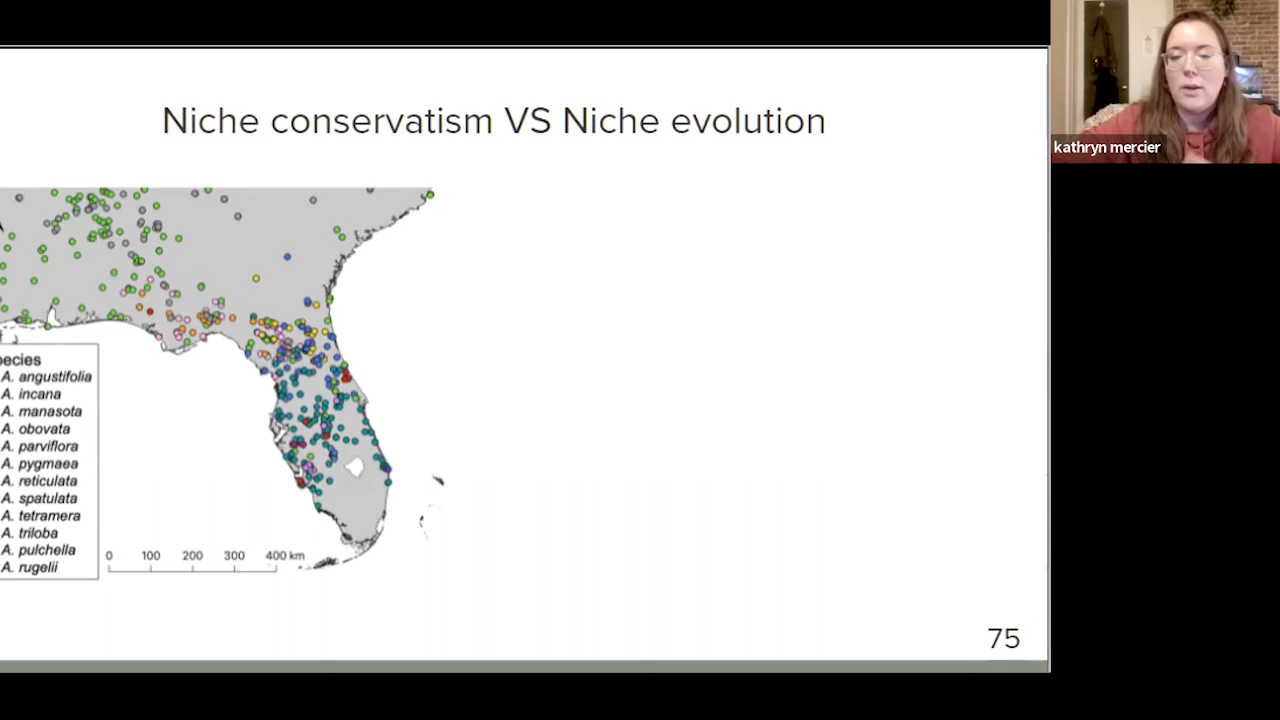 kathryn mercier
Niche conservatism VS Niche evolution
ecies
A. angustifolia
A. incana
A. manasota
A. obovata
A. parviflora
A. pygmaea
A. reticulata
A. spatulata
A. tetramera
A. triloba
A. pulchella
A. rugelii
0 100 200 300 400 km
75